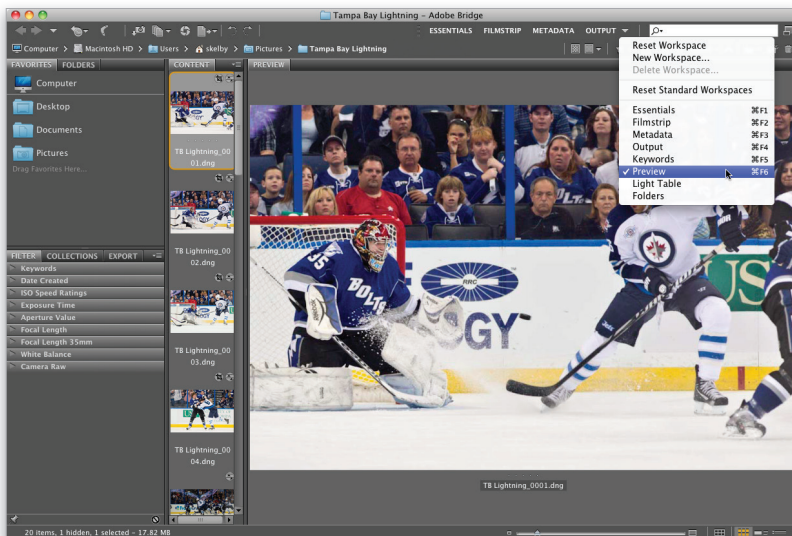 Tampa Bay Lightning – Adobe Bridge
ESSENTIALS FILMSTRIP METADATA OUTPUT
Computer Macintosh HD Users skelby Pictures Tampa Bay Lightning
Reset Workspace
New Workspace...
Delete Workspace...
Reset Standard Workspaces
Essentials ⌘F1
Filmstrip ⌘F2
Metadata ⌘F3
Output ⌘F4
Keywords ⌘F5
✓ Preview ⌘F6
Light Table
Folders
FAVORITES FOLDERS
Computer
Desktop
Documents
Pictures
Drag Favorites Here...
FILTER COLLECTIONS EXPORT
Keywords
Date Created
ISO Speed Ratings
Exposure Time
Aperture Value
Focal Length
Focal Length 35mm
White Balance
Camera Raw
CONTENT
TB Lightning_00
01.dng
TB Lightning_00
02.dng
TB Lightning_00
03.dng
TB Lightning_00
04.dng
PREVIEW
BOLTS
35
RRC
OGY
US
TB Lightning_0001.dng
20 items, 1 hidden, 1 selected – 17.82 MB